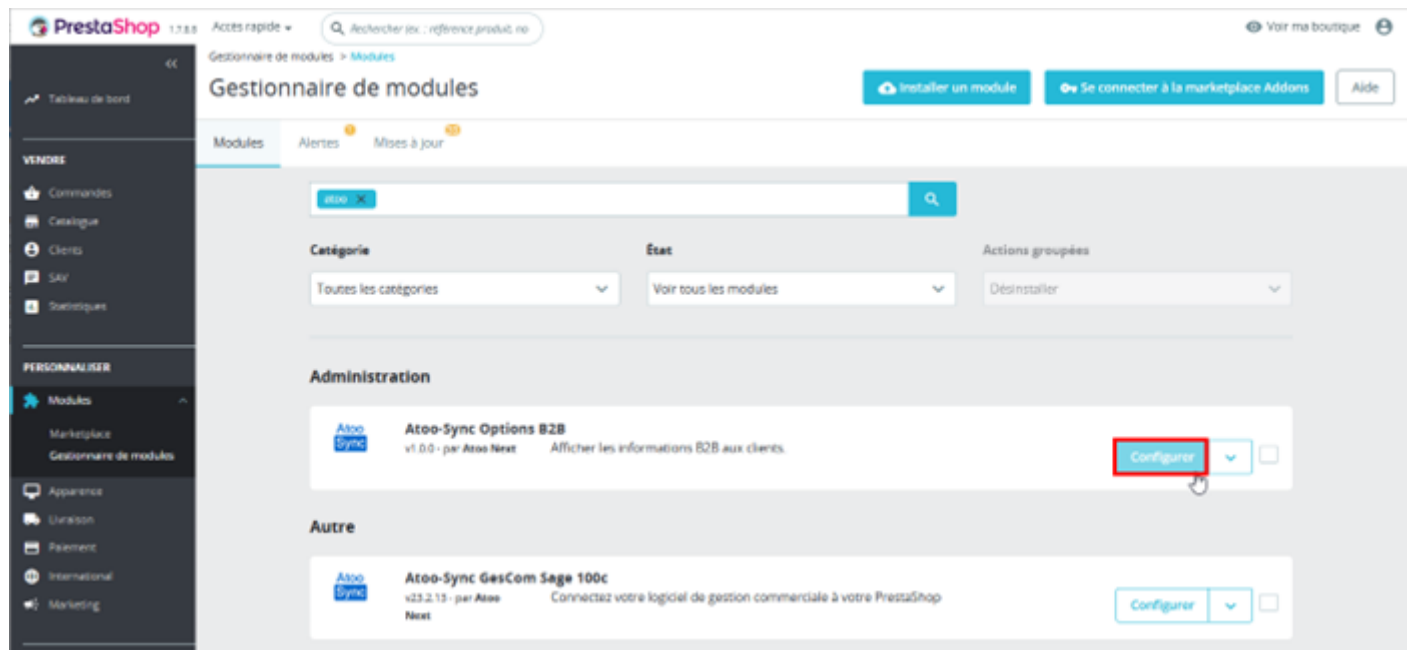 PrestaShop 1.7.8.8 Accès rapide Rechercher (ex. : référence produit, no Voir ma boutique
Gestionnaire de modules > Modules
Gestionnaire de modules
Installer un module Se connecter à la marketplace Addons Aide
Modules Alertes Mises à jour
Tableau de bord
VENDRE
Commandes
Catalogue
Clients
SAV
Statistiques
PERSONNALISER
Modules
Marketplace
Gestionnaire de modules
Apparence
Livraison
Paiement
International
Marketing
atoo
Catégorie État Actions groupées
Toutes les catégories Voir tous les modules Désinstaller
Administration
Atoo
Sync
Atoo-Sync Options B2B
v1.0.0 - par Atoo Next Afficher les informations B2B aux clients.
Configurer
Autre
Atoo
Sync
Atoo-Sync GesCom Sage 100c
v23.2.13 - par Atoo Connectez votre logiciel de gestion commerciale à votre PrestaShop
Next
Configurer